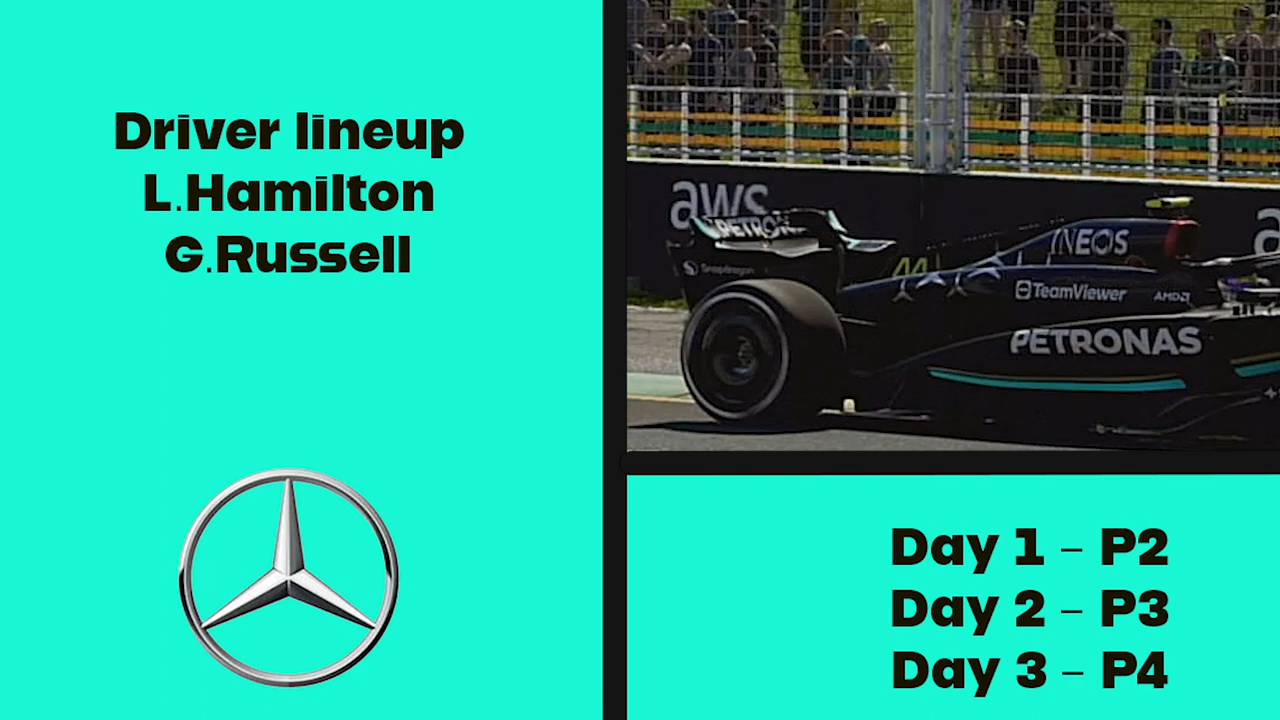 Driver lineup
L.Hamilton
G.Russell
aws
PETRONAS
INEOS
44
Snapdragon
TeamViewer
AMD
PETRONAS
Day 1 - P2
Day 2 - P3
Day 3 - P4